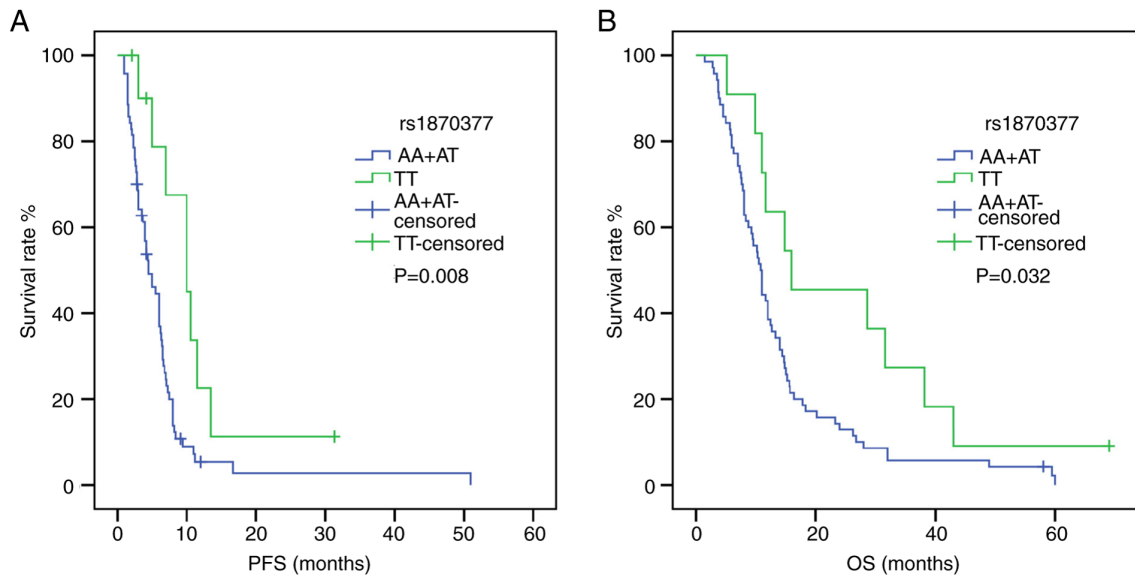 A
100
80
60
40
20
0
Survival rate %
rs1870377
AA+AT
TT
AA+AT-
censored
TT-censored
P=0.008
0 10 20 30 40 50 60
PFS (months)
B
100
80
60
40
20
0
Survival rate %
rs1870377
AA+AT
TT
AA+AT-
censored
TT-censored
P=0.032
0 20 40 60
OS (months)